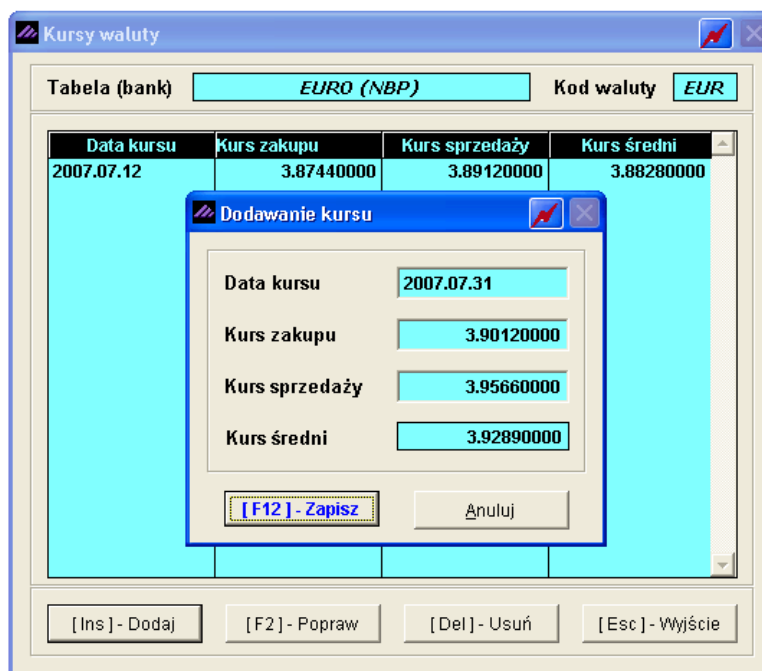 Kursy waluty
Tabela (bank) EURO (NBP) Kod waluty EUR
Data kursu Kurs zakupu Kurs sprzedaży Kurs średni
2007.07.12 3.87440000 3.89120000 3.88280000
Dodawanie kursu
Data kursu 2007.07.31
Kurs zakupu 3.90120000
Kurs sprzedaży 3.95660000
Kurs średni 3.92890000
[ F12 ] - Zapisz Anuluj
[ Ins ] - Dodaj [ F2 ] - Popraw [ Del ] - Usuń [ Esc ] - Wyjście